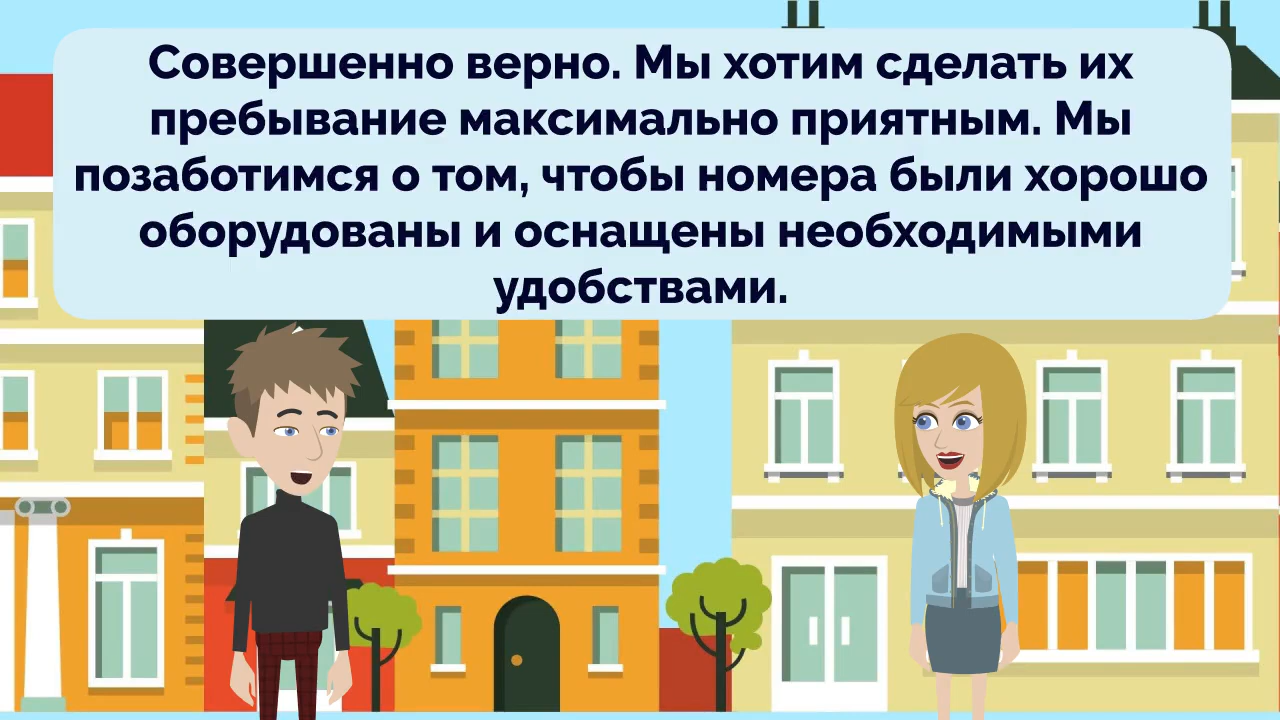 Совершенно верно. Мы хотим сделать их
пребывание максимально приятным. Мы
позаботимся о том, чтобы номера были хорошо
оборудованы и оснащены необходимыми
удобствами.